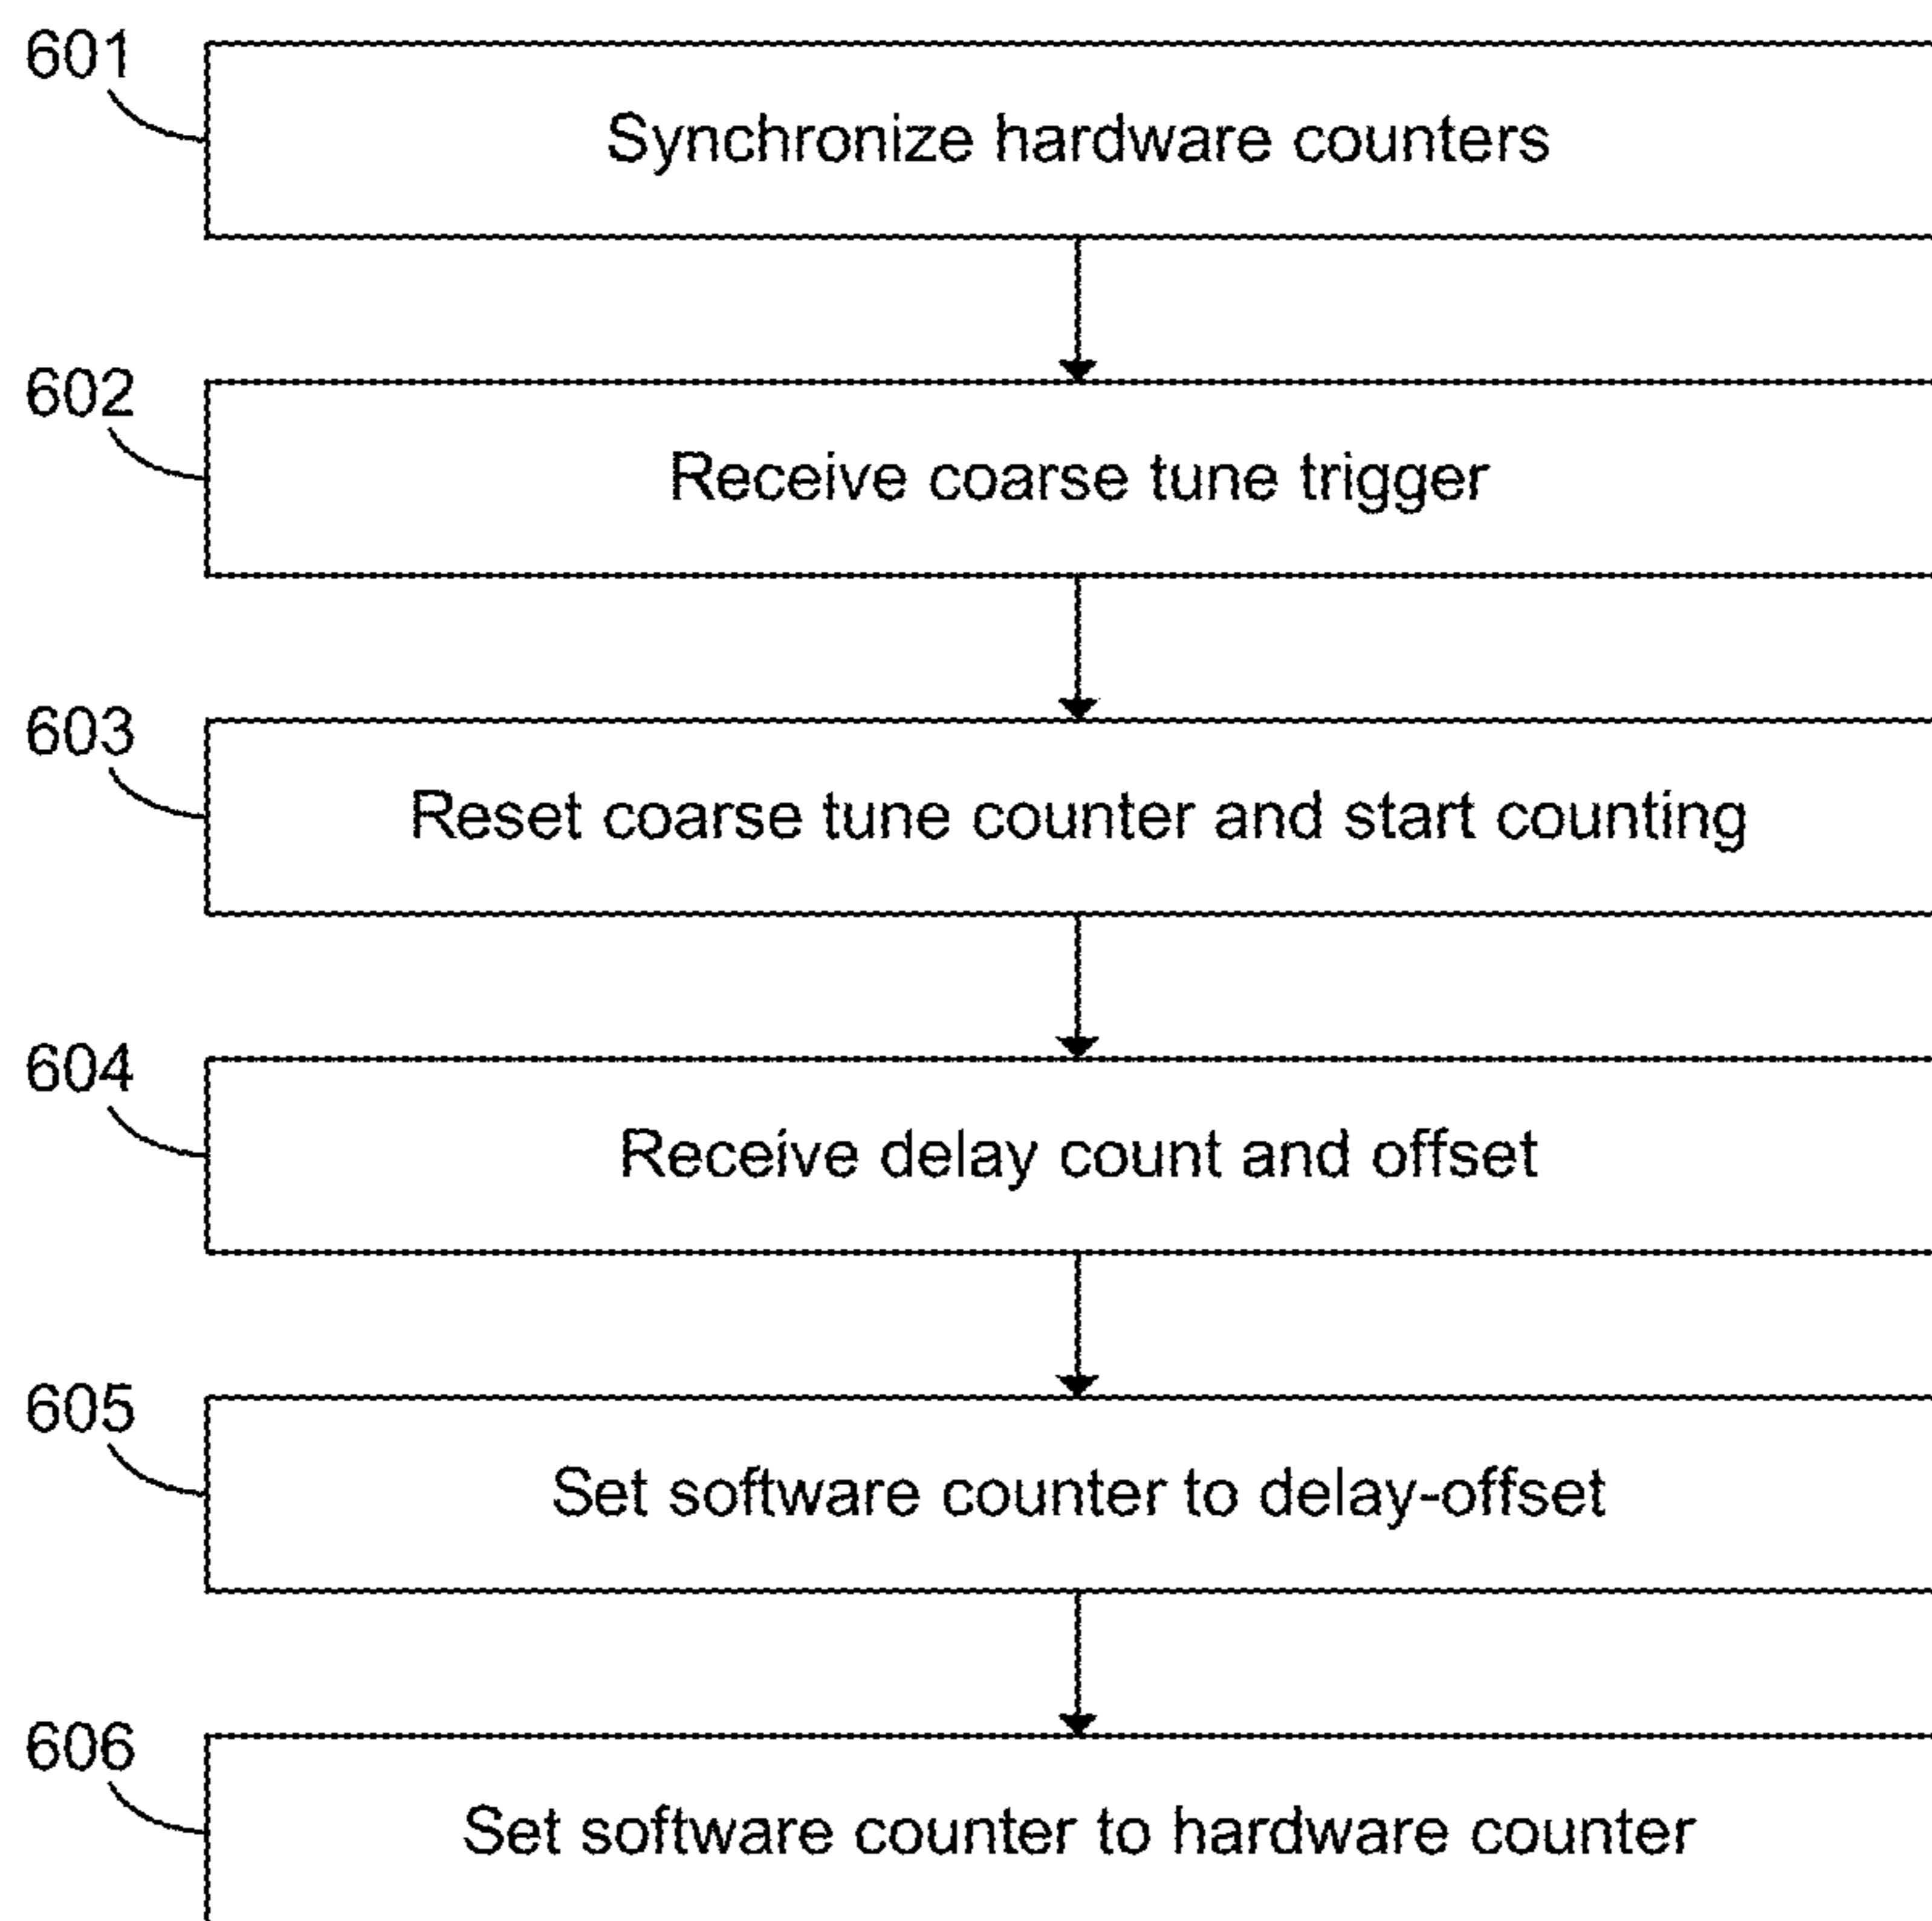 601
Synchronize hardware counters
602
Receive coarse tune trigger
603
Reset coarse tune counter and start counting
604
Receive delay count and offset
605
Set software counter to delay-offset
606
Set software counter to hardware counter